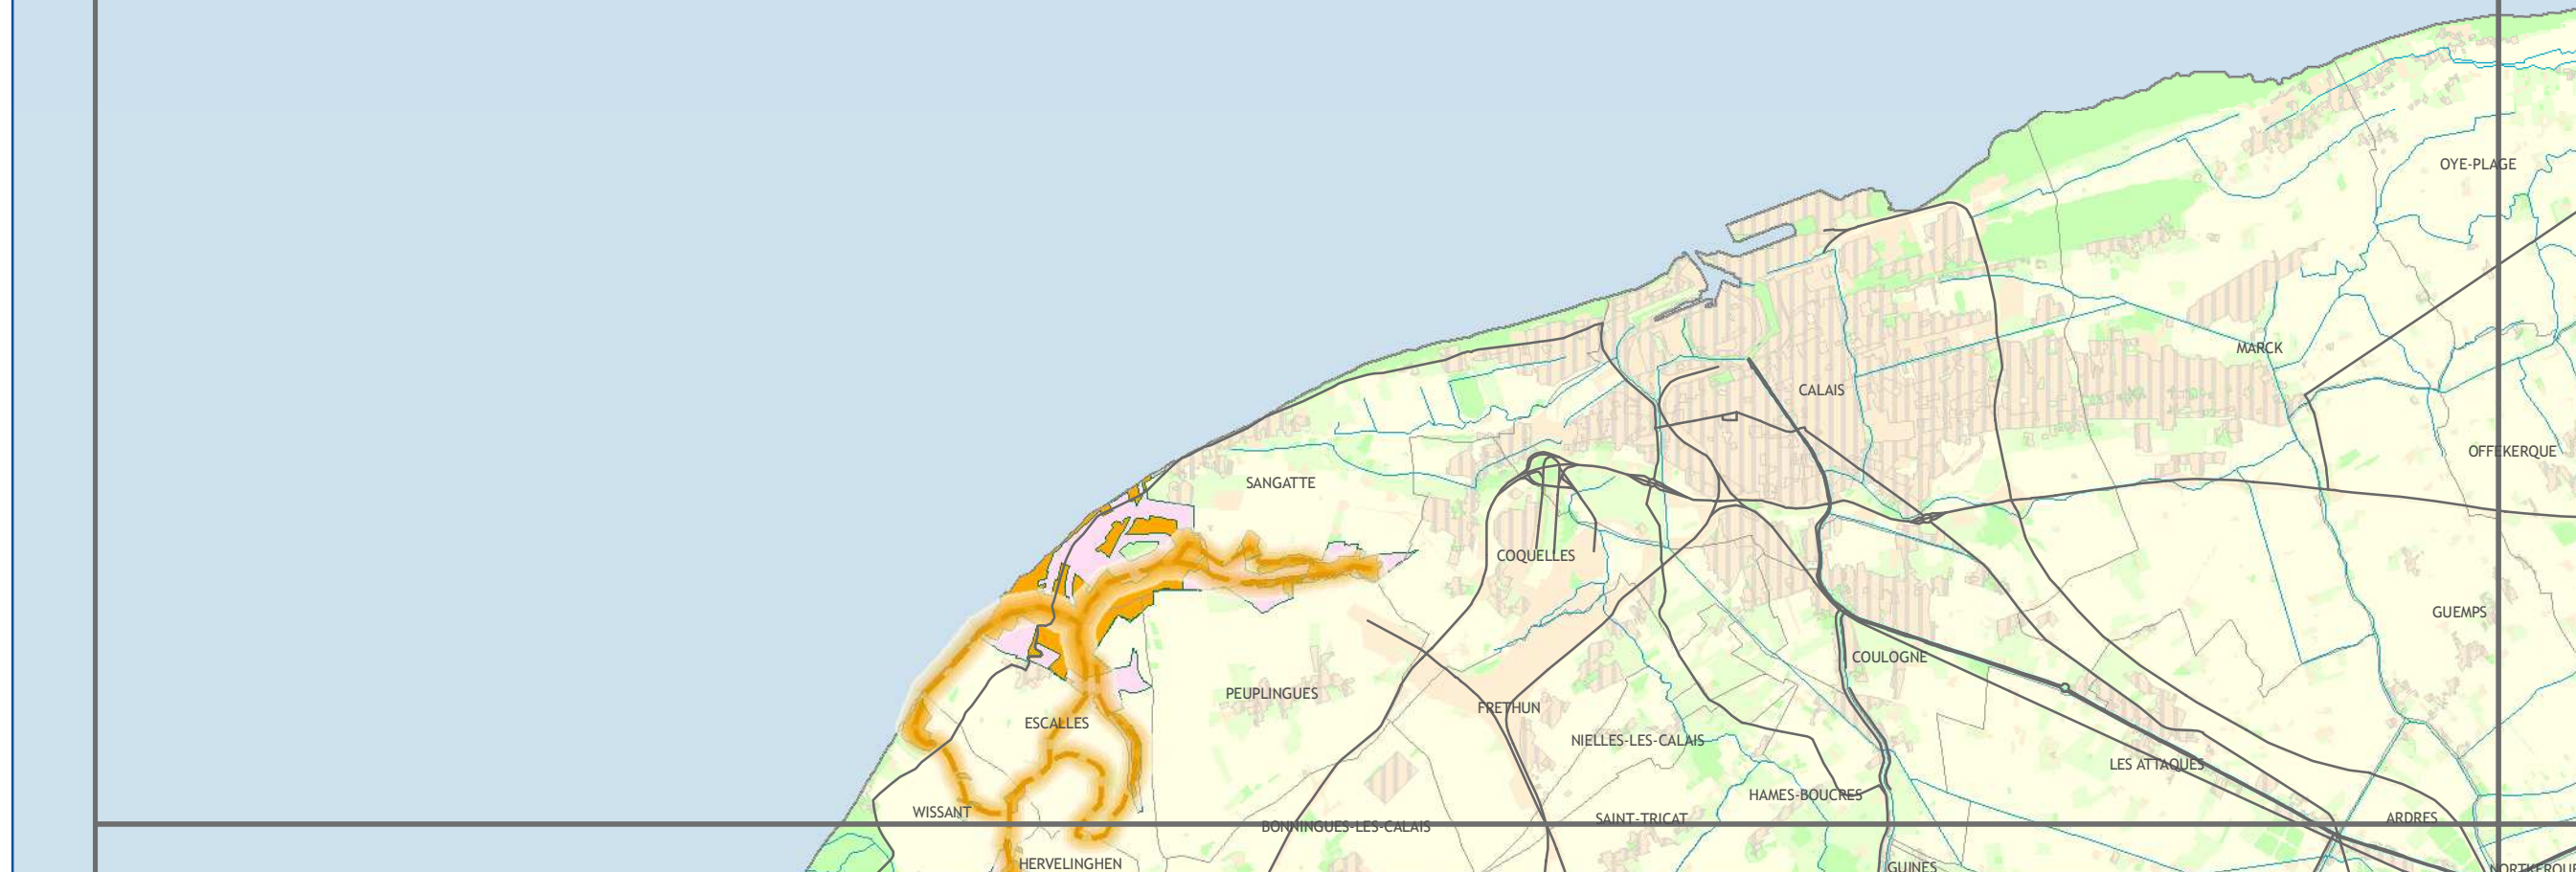 OYE-PLAGE
MARCK
CALAIS
OFFEKERQUE
SANGATTE
COQUELLES
GUEMPS
COULOGNE
PEUPLINGUES
FRETHUN
ESCALLES
NIELLES-LES-CALAIS
LES ATTAQUES
HAMES-BOUCRES
WISSANT
SAINT-TRICAT
ARDRES
BONNINGUES-LES-CALAIS
HERVELINGHEN
GUINES